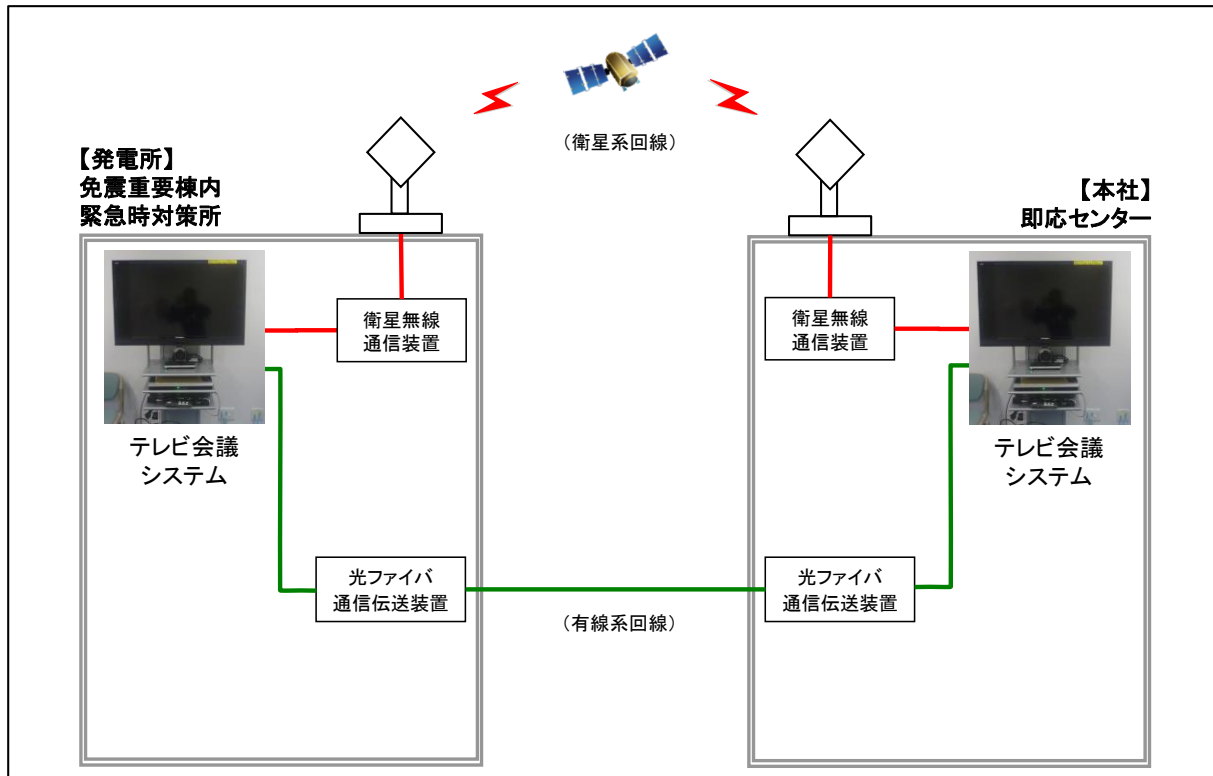 （衛星系回線）
【発電所】
免震重要棟内
緊急時対策所
【本社】
即応センター
衛星無線
通信装置
衛星無線
通信装置
テレビ会議
システム
テレビ会議
システム
光ファイバ
通信伝送装置
光ファイバ
通信伝送装置
（有線系回線）